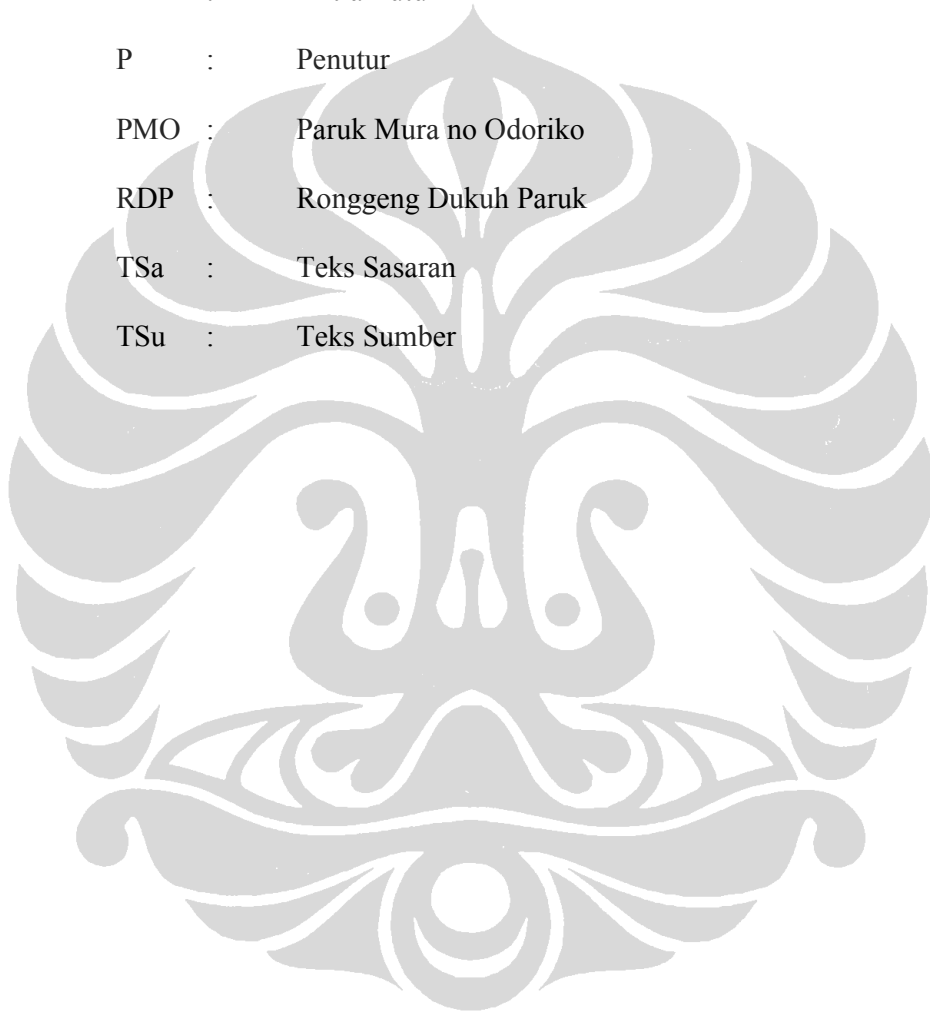 P : Penutur
PMO : Paruk Mura no Odoriko
RDP : Ronggeng Dukuh Paruk
TSa : Teks Sasaran
TSu : Teks Sumber